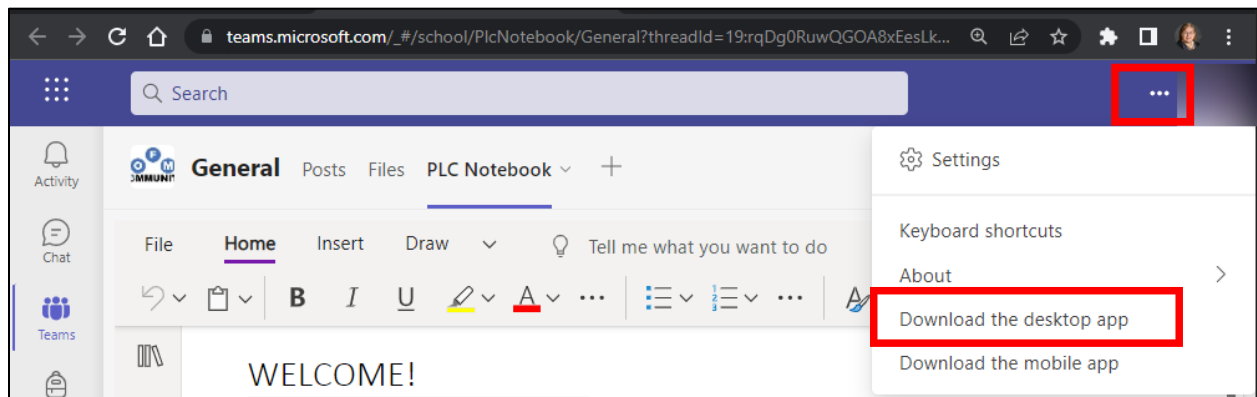 teams.microsoft.com/_#/school/PlcNotebook/General?threadId=19:rqDg0RuwQGOA8xEesLk...
Search
...
Activity
General Posts Files PLC Notebook
Settings
Chat
File Home Insert Draw Tell me what you want to do
Keyboard shortcuts
About
B I U A ... ...
Download the desktop app
Teams
Download the mobile app
WELCOME!